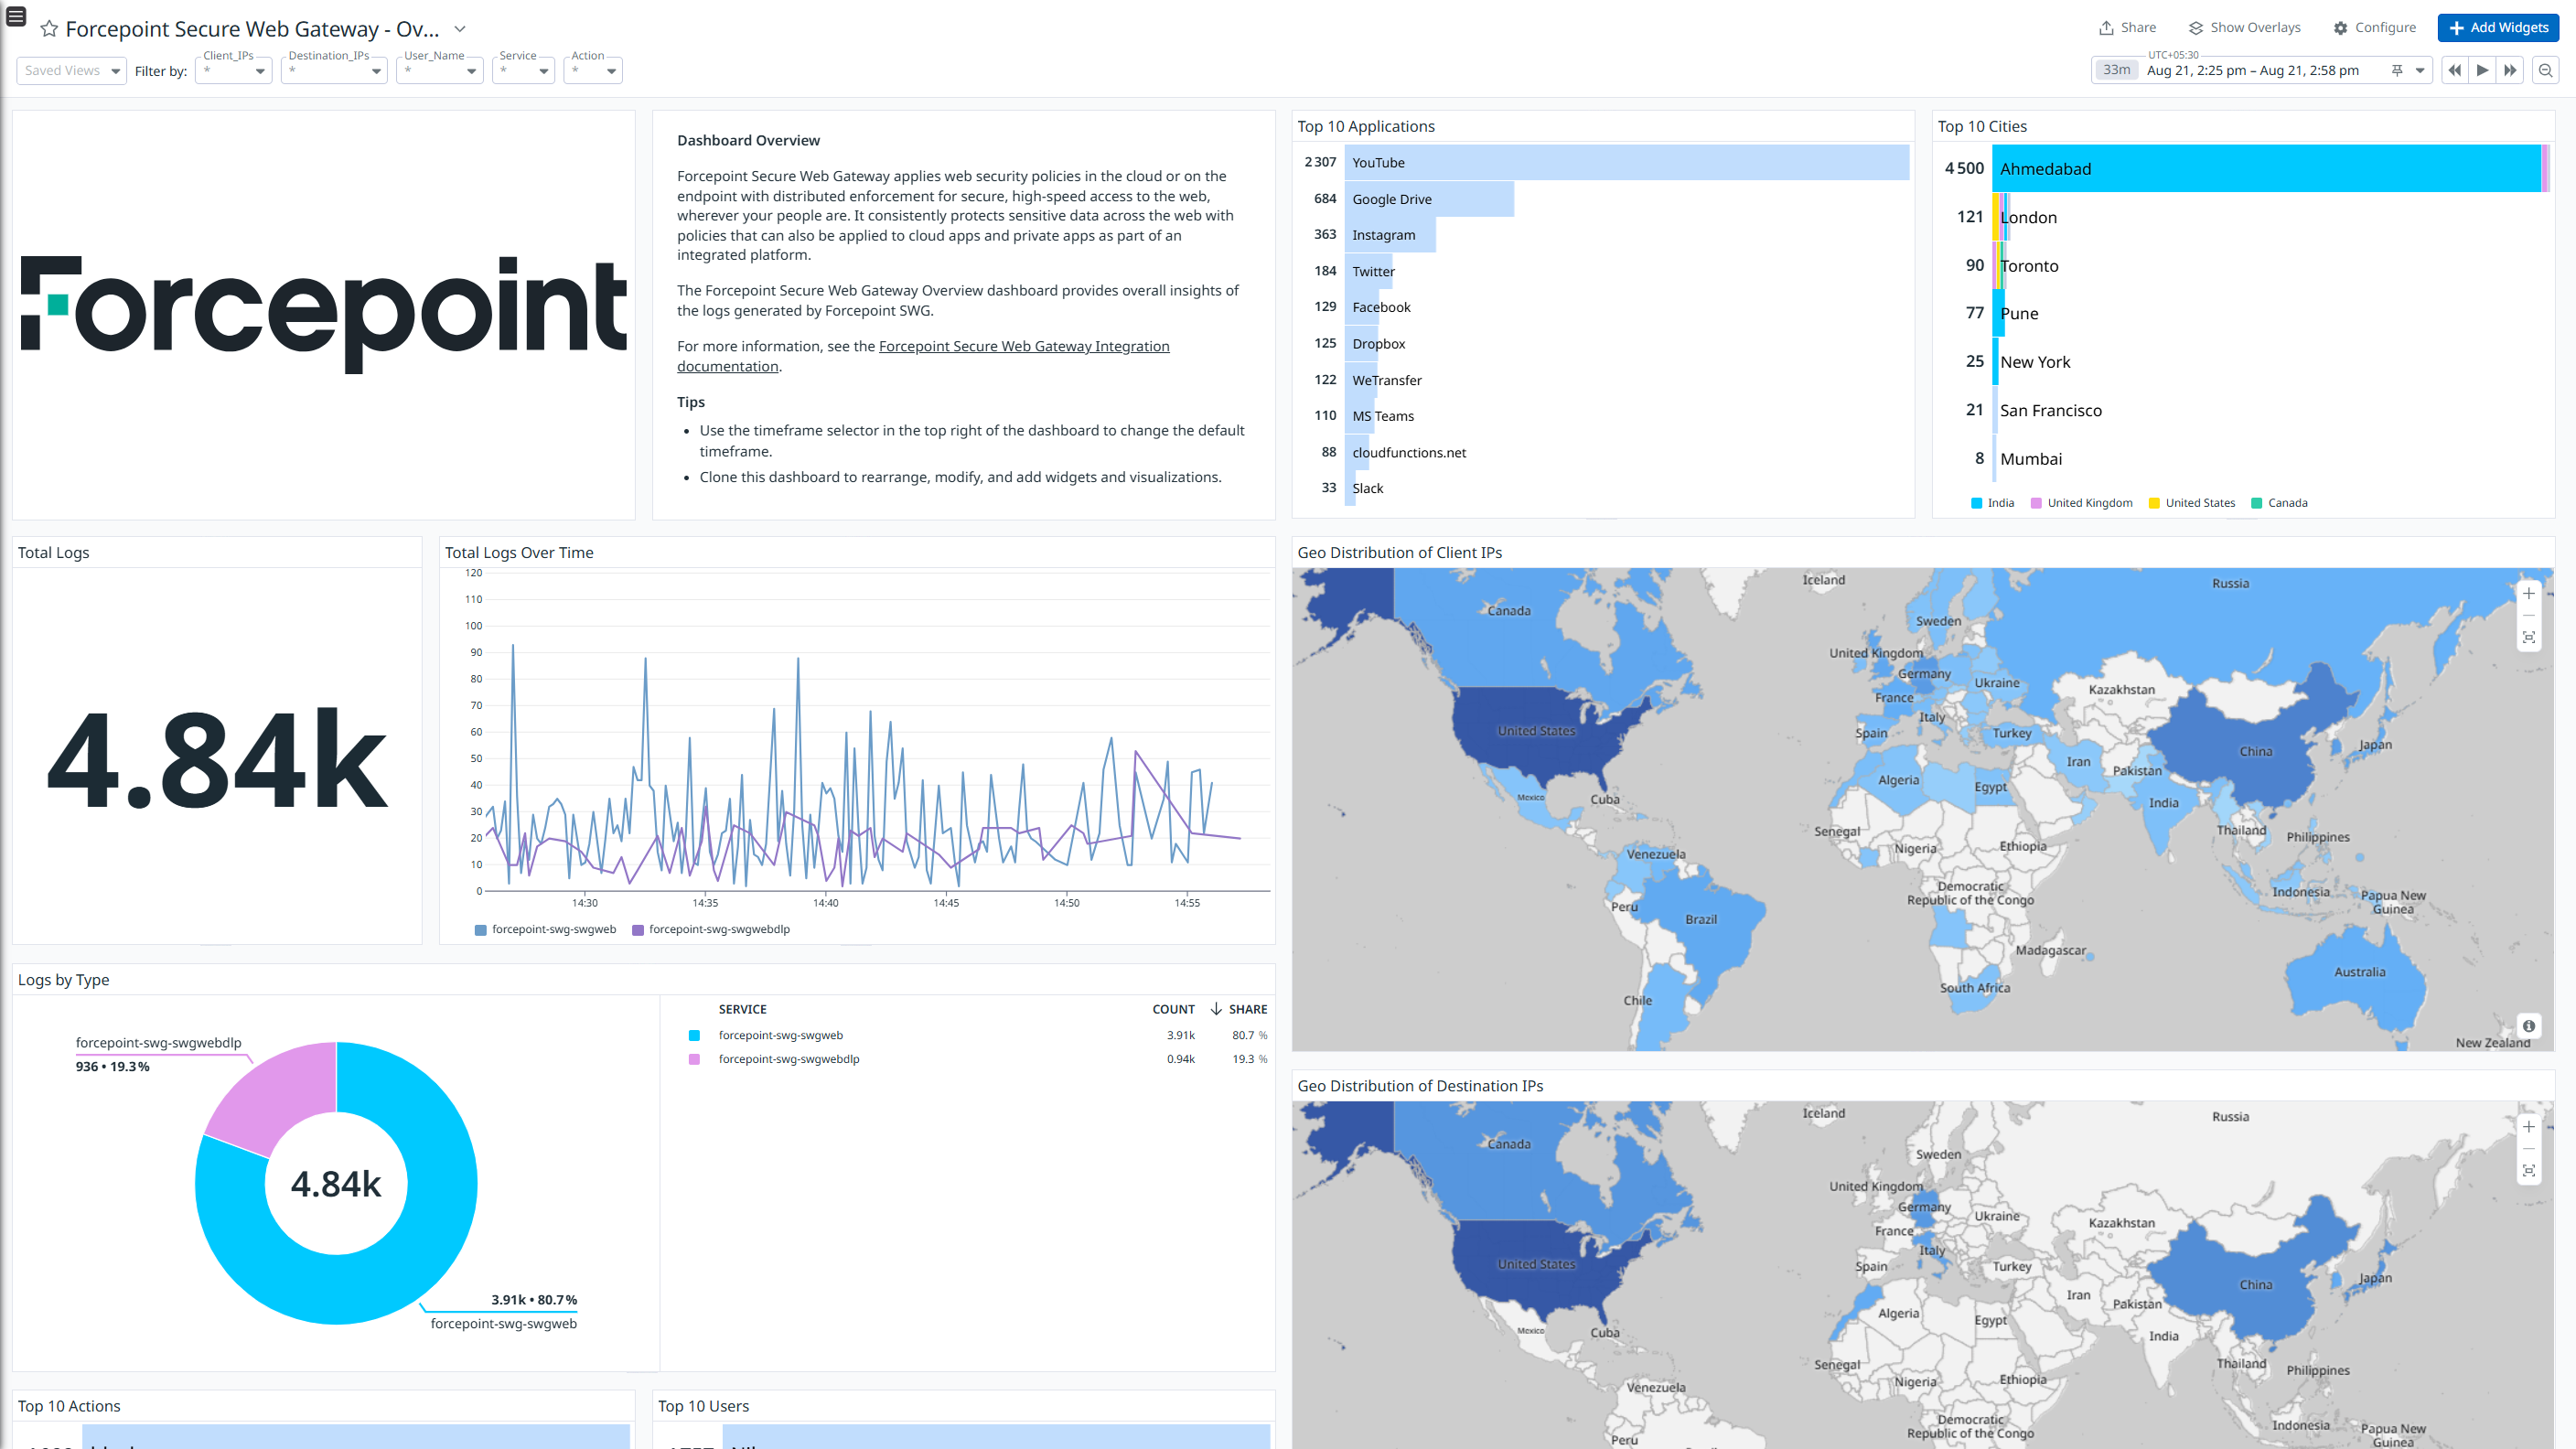 Forcepoint Secure Web Gateway - Ov...
Share
Show Overlays
Configure
Add Widgets
Saved Views
Filter by:
Client_IPs
*
Destination_IPs
*
User_Name
*
Service
*
Action
*
UTC+05:30
33m
Aug 21, 2:25 pm – Aug 21, 2:58 pm
Forcepoint
Dashboard Overview
Forcepoint Secure Web Gateway applies web security policies in the cloud or on the
endpoint with distributed enforcement for secure, high-speed access to the web,
wherever your people are. It consistently protects sensitive data across the web with
policies that can also be applied to cloud apps and private apps as part of an
integrated platform.
The Forcepoint Secure Web Gateway Overview dashboard provides overall insights of
the logs generated by Forcepoint SWG.
For more information, see the Forcepoint Secure Web Gateway Integration
documentation.
Tips
• Use the timeframe selector in the top right of the dashboard to change the default
timeframe.
• Clone this dashboard to rearrange, modify, and add widgets and visualizations.
Top 10 Applications
2 307 YouTube
684 Google Drive
363 Instagram
184 Twitter
129 Facebook
125 Dropbox
122 WeTransfer
110 MS Teams
88 cloudfunctions.net
33 Slack
Top 10 Cities
4 500 Ahmedabad
121 London
90 Toronto
77 Pune
25 New York
21 San Francisco
8 Mumbai
India
United Kingdom
United States
Canada
Total Logs
4.84k
Total Logs Over Time
120
110
100
90
80
70
60
50
40
30
20
10
0
14:30
14:35
14:40
14:45
14:50
14:55
forcepoint-swg-swgweb
forcepoint-swg-swgwebdlp
Geo Distribution of Client IPs
Iceland
Russia
Canada
Sweden
United Kingdom
Germany
Ukraine
France
Kazakhstan
Italy
United States
Spain
Turkey
Japan
China
Iran
Pakistan
Algeria
Egypt
Mexico
Cuba
India
Senegal
Thailand
Philippines
Nigeria
Ethiopia
Venezuela
Democratic
Republic of the Congo
Indonesia
Papua New
Guinea
Peru
Brazil
Madagascar
Australia
South Africa
Chile
New Zealand
Logs by Type
forcepoint-swg-swgwebdlp
936 • 19.3%
4.84k
3.91k • 80.7%
forcepoint-swg-swgweb
SERVICE COUNT SHARE
forcepoint-swg-swgweb 3.91k 80.7 %
forcepoint-swg-swgwebdlp 0.94k 19.3 %
Geo Distribution of Destination IPs
Iceland
Russia
Canada
Sweden
United Kingdom
Germany
Ukraine
France
Kazakhstan
Italy
United States
Spain
Turkey
Japan
China
Iran
Pakistan
Algeria
Egypt
Mexico
Cuba
India
Senegal
Thailand
Philippines
Nigeria
Ethiopia
Venezuela
Democratic
Republic of the Congo
Indonesia
Papua New
Guinea
Peru
Top 10 Actions
Top 10 Users